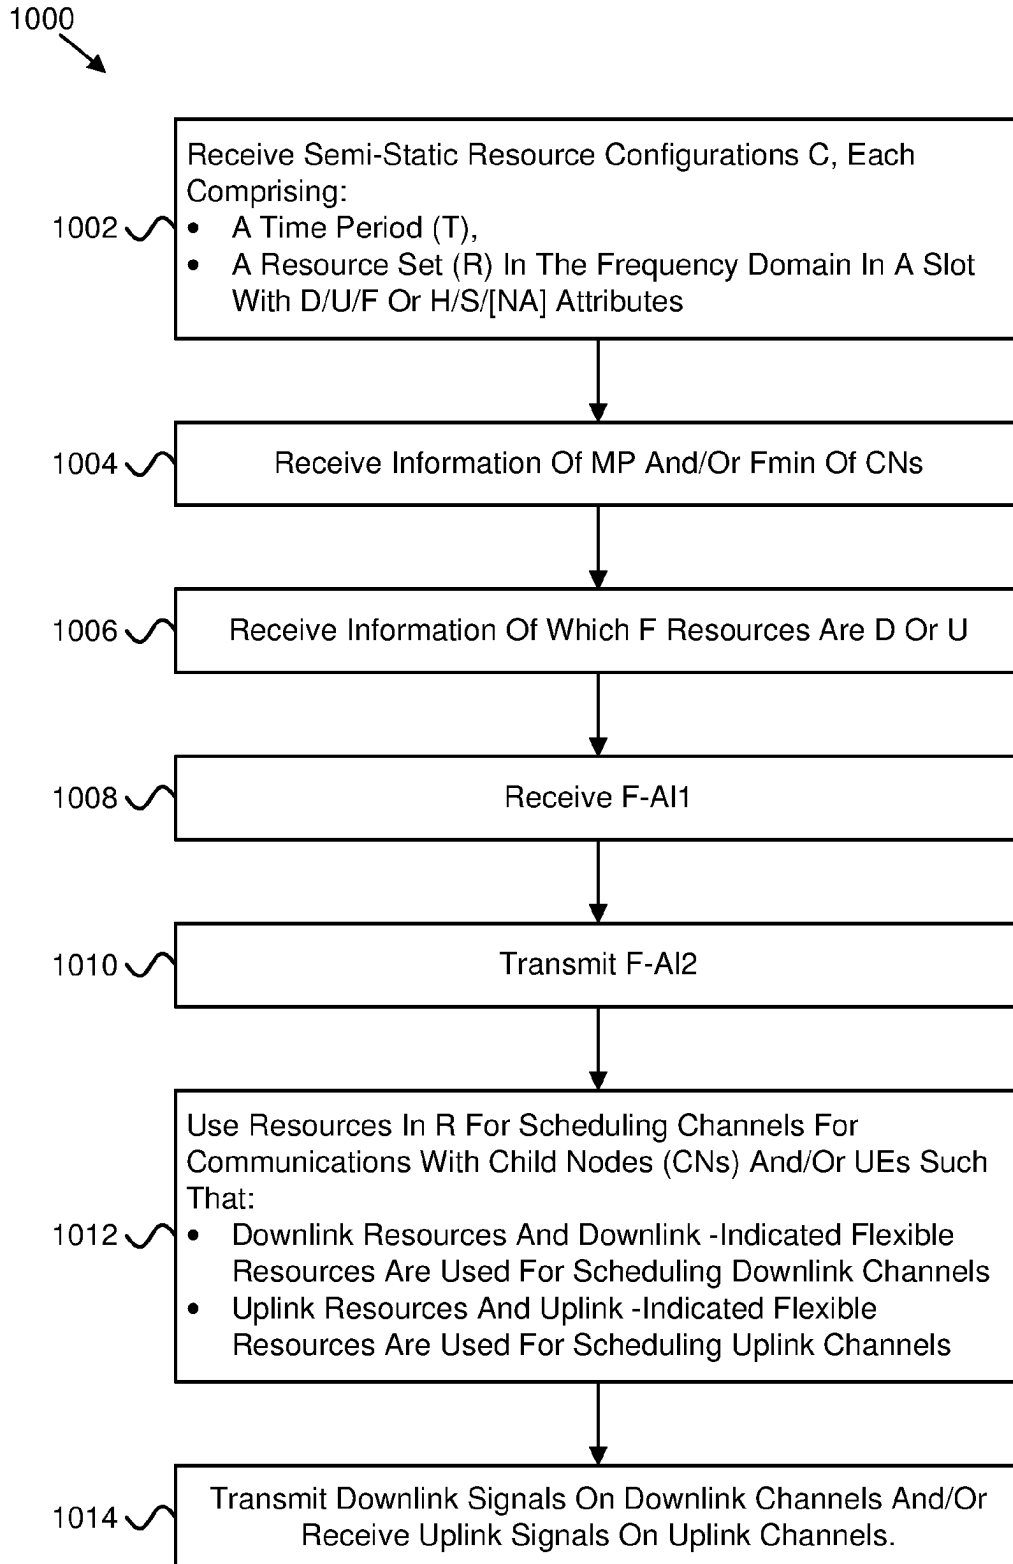 1000
Receive Semi-Static Resource Configurations C, Each
Comprising:
• A Time Period (T),
• A Resource Set (R) In The Frequency Domain In A Slot
With D/U/F Or H/S/[NA] Attributes
1002
Receive Information Of MP And/Or Fmin Of CNs
1004
Receive Information Of Which F Resources Are D Or U
1006
Receive F-AI1
1008
Transmit F-AI2
1010
Use Resources In R For Scheduling Channels For
Communications With Child Nodes (CNs) And/Or UEs Such
That:
• Downlink Resources And Downlink -Indicated Flexible
Resources Are Used For Scheduling Downlink Channels
• Uplink Resources And Uplink -Indicated Flexible
Resources Are Used For Scheduling Uplink Channels
1012
Transmit Downlink Signals On Downlink Channels And/Or
Receive Uplink Signals On Uplink Channels.
1014